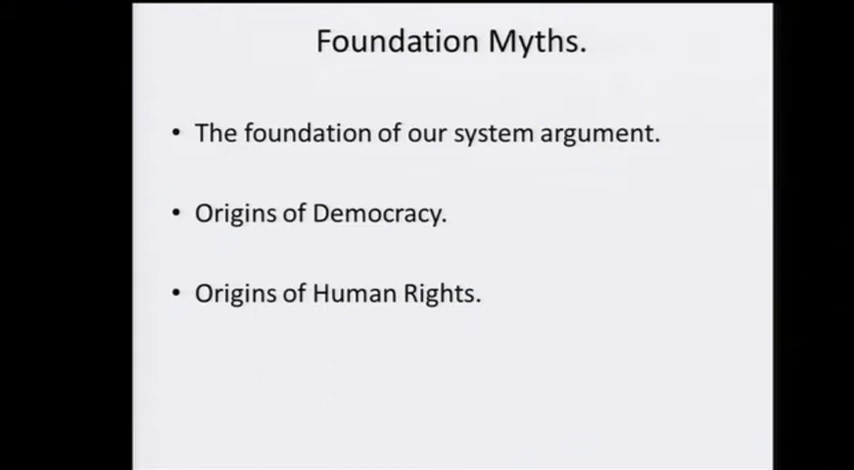 Foundation Myths.
• The foundation of our system argument.
• Origins of Democracy.
• Origins of Human Rights.